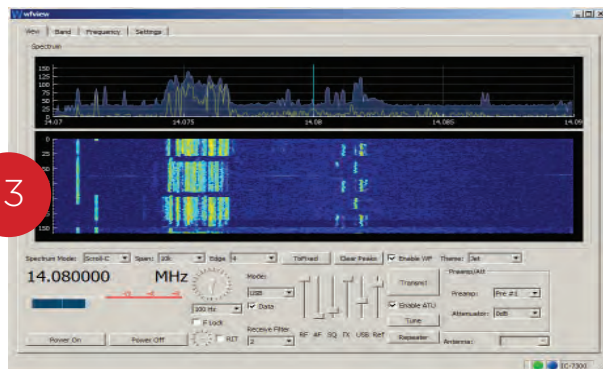 wfview
View Band Frequency Settings
Spectrum
150
125
100
75
50
25
0
14.07 14.075 14.08 14.085 14.09
0
50
100
150
3
Spectrum Mode: Scroll-C Span: 10k Edge: 4 ToFixed Clear Peaks Enable WF Theme: Jet
14.080000 MHz
100 Hz
F Lock
RIT
Mode:
USB
Data
Receive Filter
2
RF AF SQ TX USB Ref
Transmit
Enable ATU
Tune
Repeater
Preamp/Att
Preamp: Pre #1
Attenuator: 0dB
Antenna:
Power On Power Off
IC-7300